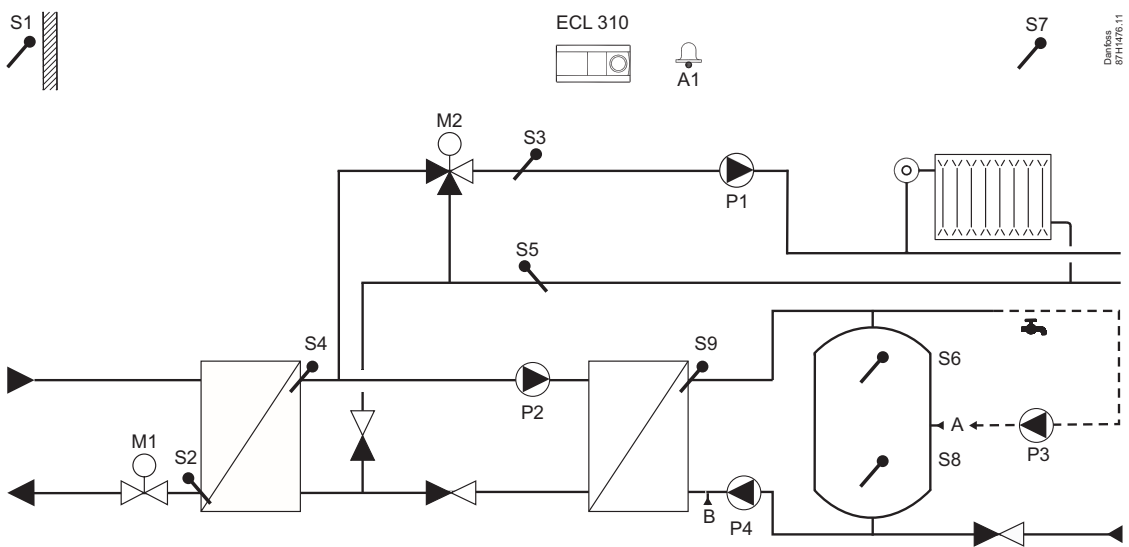 S1
ECL 310
A1
S7
Danfoss
87H1476.11
M2
S3
P1
S5
S4
P2
S9
S6
A
P3
M1
S2
S8
B
P4